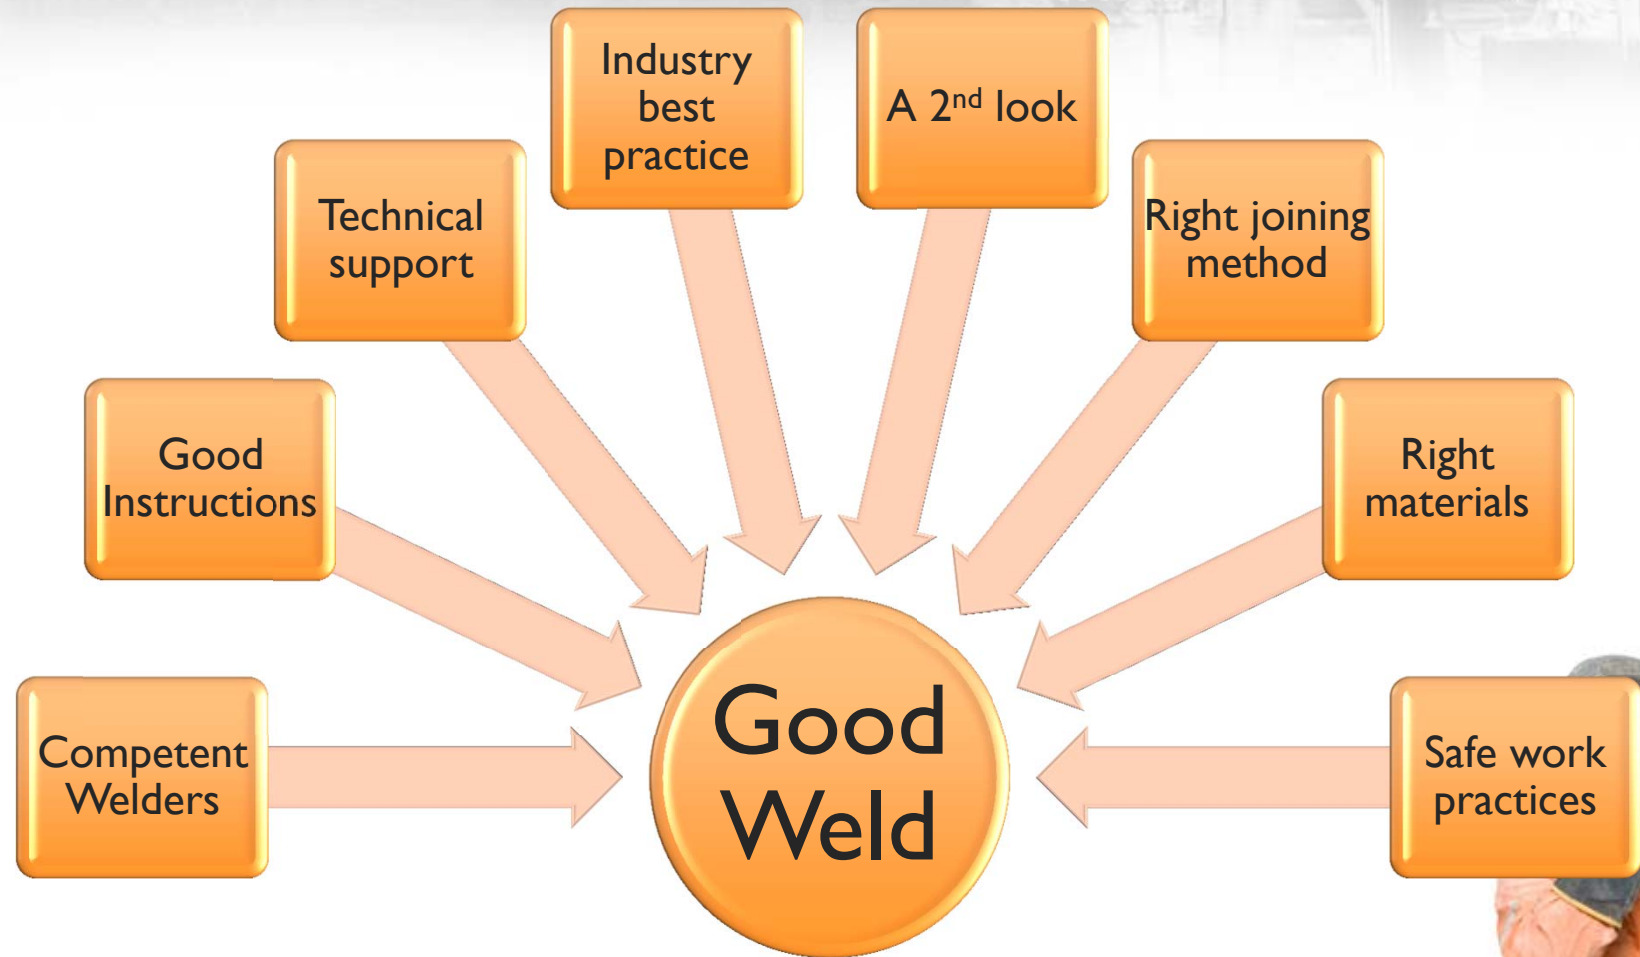 Industry
best
practice
A 2nd look
Technical
support
Right joining
method
Good
Instructions
Right
materials
Competent
Welders
Good
Weld
Safe work
practices